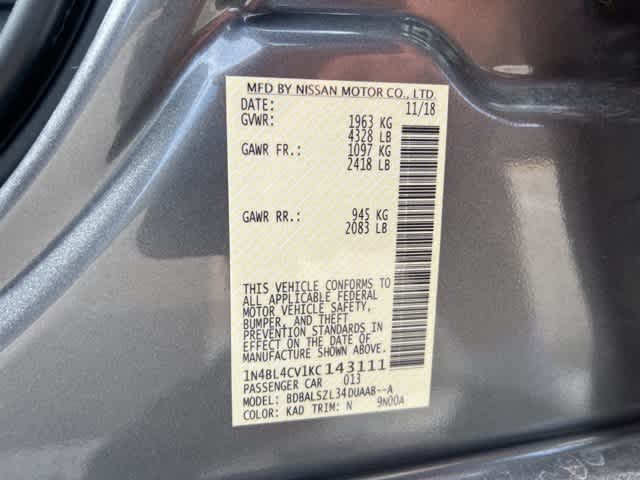 MFD BY NISSAN MOTOR CO., LTD.
DATE: 11/18
GVWR: 1963 KG
4328 LB
GAWR FR.: 1097 KG
2418 LB
GAWR RR.: 945 KG
2083 LB
THIS VEHICLE CONFORMS TO
ALL APPLICABLE FEDERAL
MOTOR VEHICLE SAFETY,
BUMPER, AND THEFT
PREVENTION STANDARDS IN
EFFECT ON THE DATE OF
MANUFACTURE SHOWN ABOVE.
1N4BL4CV1KC143111
PASSENGER CAR 013
MODEL: BDBALSZL34DUAAB--A
COLOR: KAD TRIM: N 9N00A